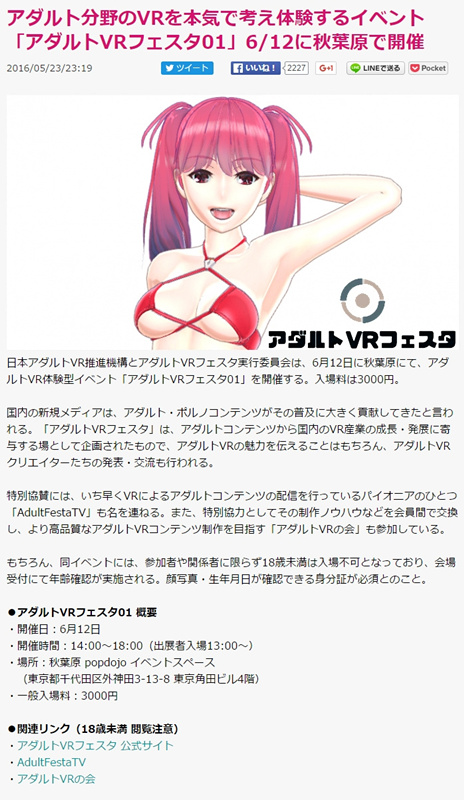 アダルト分野のVRを本気で考え体験するイベント
「アダルトVRフェスタ01」6/12に秋葉原で開催
2016/05/23/23:19
ツイート
いいね！
2227
G+1
LINEで送る
Pocket
アダルトVRフェスタ
日本アダルトVR推進機構とアダルトVRフェスタ実行委員会は、6月12日に秋葉原にて、アダ
ルトVR体験型イベント「アダルトVRフェスタ01」を開催する。入場料は3000円。
国内の新規メディアは、アダルト・ポルノコンテンツがその普及に大きく貢献してきたと言わ
れる。「アダルトVRフェスタ」は、アダルトコンテンツから国内のVR産業の成長・発展に寄
与する場として企画されたもので、アダルトVRの魅力を伝えることはもちろん、アダルトVR
クリエイターたちの発表・交流も行われる。
特別協賛には、いち早くVRによるアダルトコンテンツの配信を行っているパイオニアのひとつ
「AdultFestaTV」も名を連ねる。また、特別協力としてその制作ノウハウなどを会員間で交換
し、より高品質なアダルトVRコンテンツ制作を目指す「アダルトVRの会」も参加している。
もちろん、同イベントには、参加者や関係者に限らず18歳未満は入場不可となっており、会場
受付にて年齢確認が実施される。顔写真・生年月日が確認できる身分証が必須とのこと。
●アダルトVRフェスタ01 概要
・開催日：6月12日
・開催時間：14:00～18:00（出展者入場13:00～）
・場所：秋葉原 popdojo イベントスペース
（東京都千代田区外神田3-13-8 東京角田ビル4階）
・一般入場料：3000円
●関連リンク（18歳未満 閲覧注意）
・アダルトVRフェスタ 公式サイト
・AdultFestaTV
・アダルトVRの会